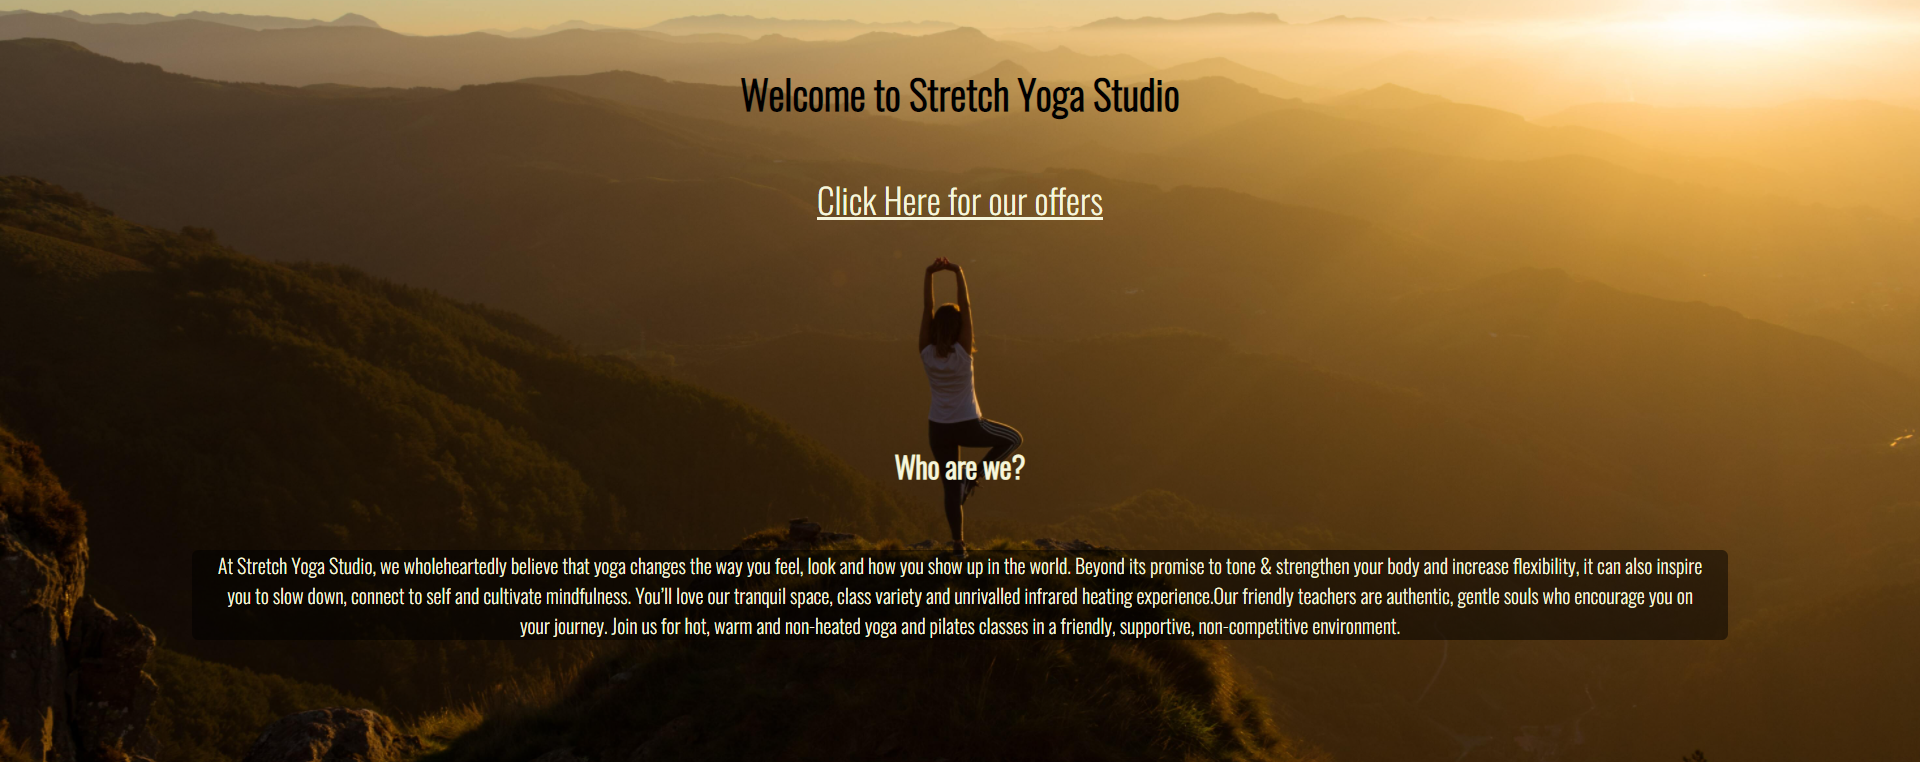 Welcome to Stretch Yoga Studio
Click Here for our offers
Who are we?
At Stretch Yoga Studio, we wholeheartedly believe that yoga changes the way you feel, look and how you show up in the world. Beyond its promise to tone & strengthen your body and increase flexibility, it can also inspire
you to slow down, connect to self and cultivate mindfulness. You’ll love our tranquil space, class variety and unrivalled infrared heating experience.Our friendly teachers are authentic, gentle souls who encourage you on
your journey. Join us for hot, warm and non-heated yoga and pilates classes in a friendly, supportive, non-competitive environment.